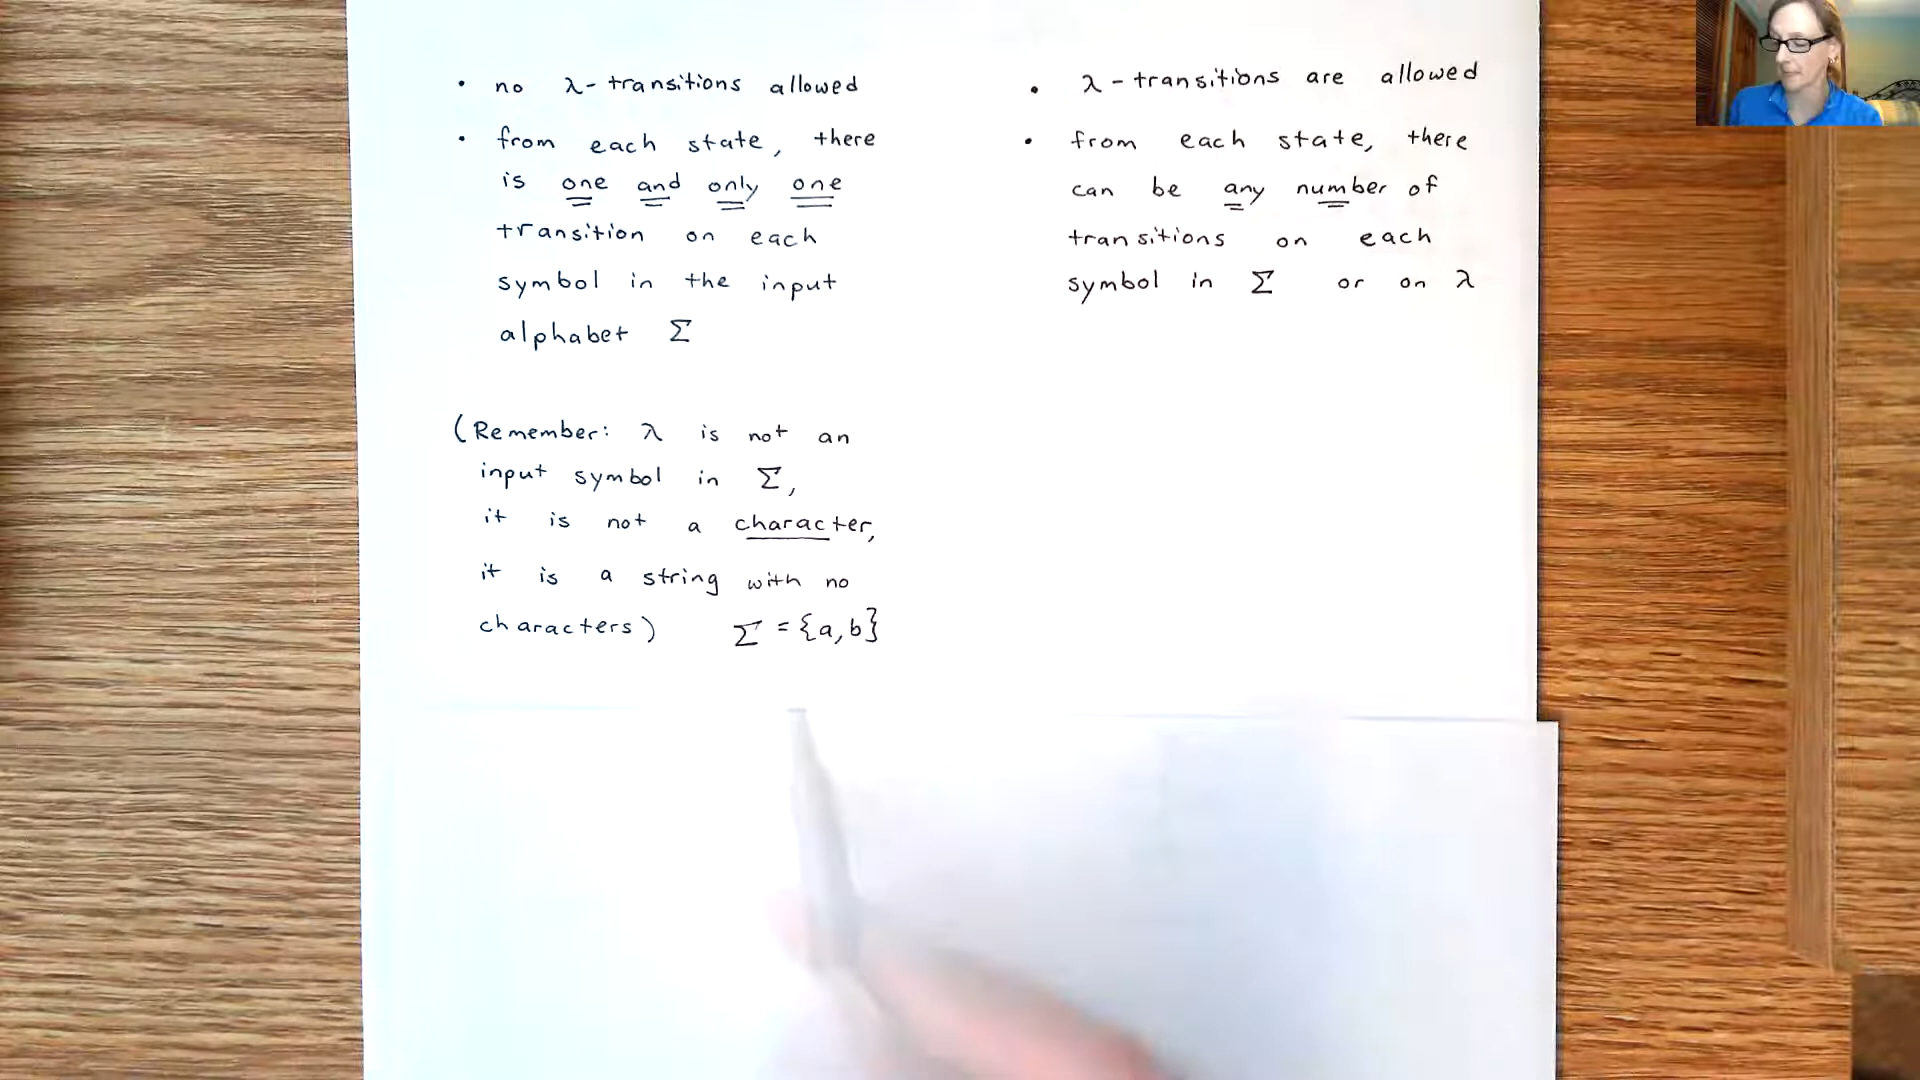 • no λ-transitions allowed
• from each state, there
is one and only one
transition on each
symbol in the input
alphabet Σ
(Remember: λ is not an
input symbol in Σ,
it is not a character,
it is a string with no
characters) Σ = {a,b}
• λ-transitions are allowed
• from each state, there
can be any number of
transitions on each
symbol in Σ or on λ